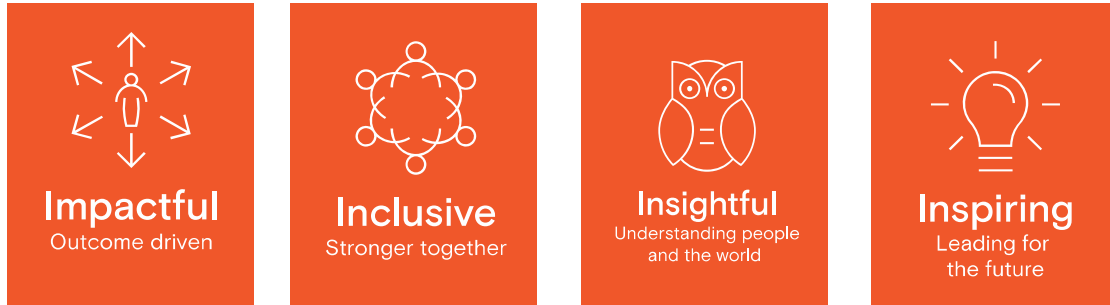 Impactful
Outcome driven
Inclusive
Stronger together
Insightful
Understanding people
and the world
Inspiring
Leading for
the future